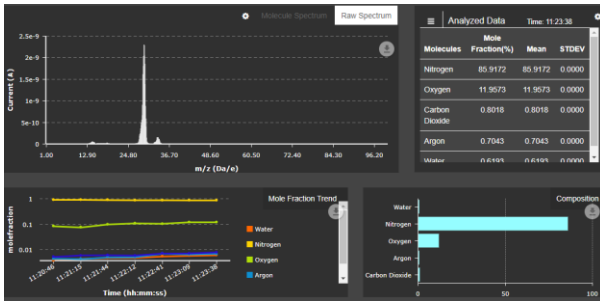 Molecule Spectrum
Raw Spectrum
2.5e-9
2e-9
1.5e-9
1e-9
5e-10
0
Current (A)
1.00 12.90 24.80 36.70 48.60 60.50 72.40 84.30 96.20
m/z (Da/e)
Analyzed Data Time: 11:23:38
Molecules Mole Fraction(%) Mean STDEV
Nitrogen 85.9172 85.9172 0.0000
Oxygen 11.9573 11.9573 0.0000
Carbon Dioxide 0.8018 0.8018 0.0000
Argon 0.7043 0.7043 0.0000
Water 0.6193 0.6193 0.0000
Mole Fraction Trend
1
0.1
0.01
molefraction
11:20:46 11:21:15 11:21:44 11:22:12 11:22:41 11:23:09 11:23:38
Time (hh:mm:ss)
Water
Nitrogen
Oxygen
Argon
Composition
Water
Nitrogen
Oxygen
Argon
Carbon Dioxide
0 50 100